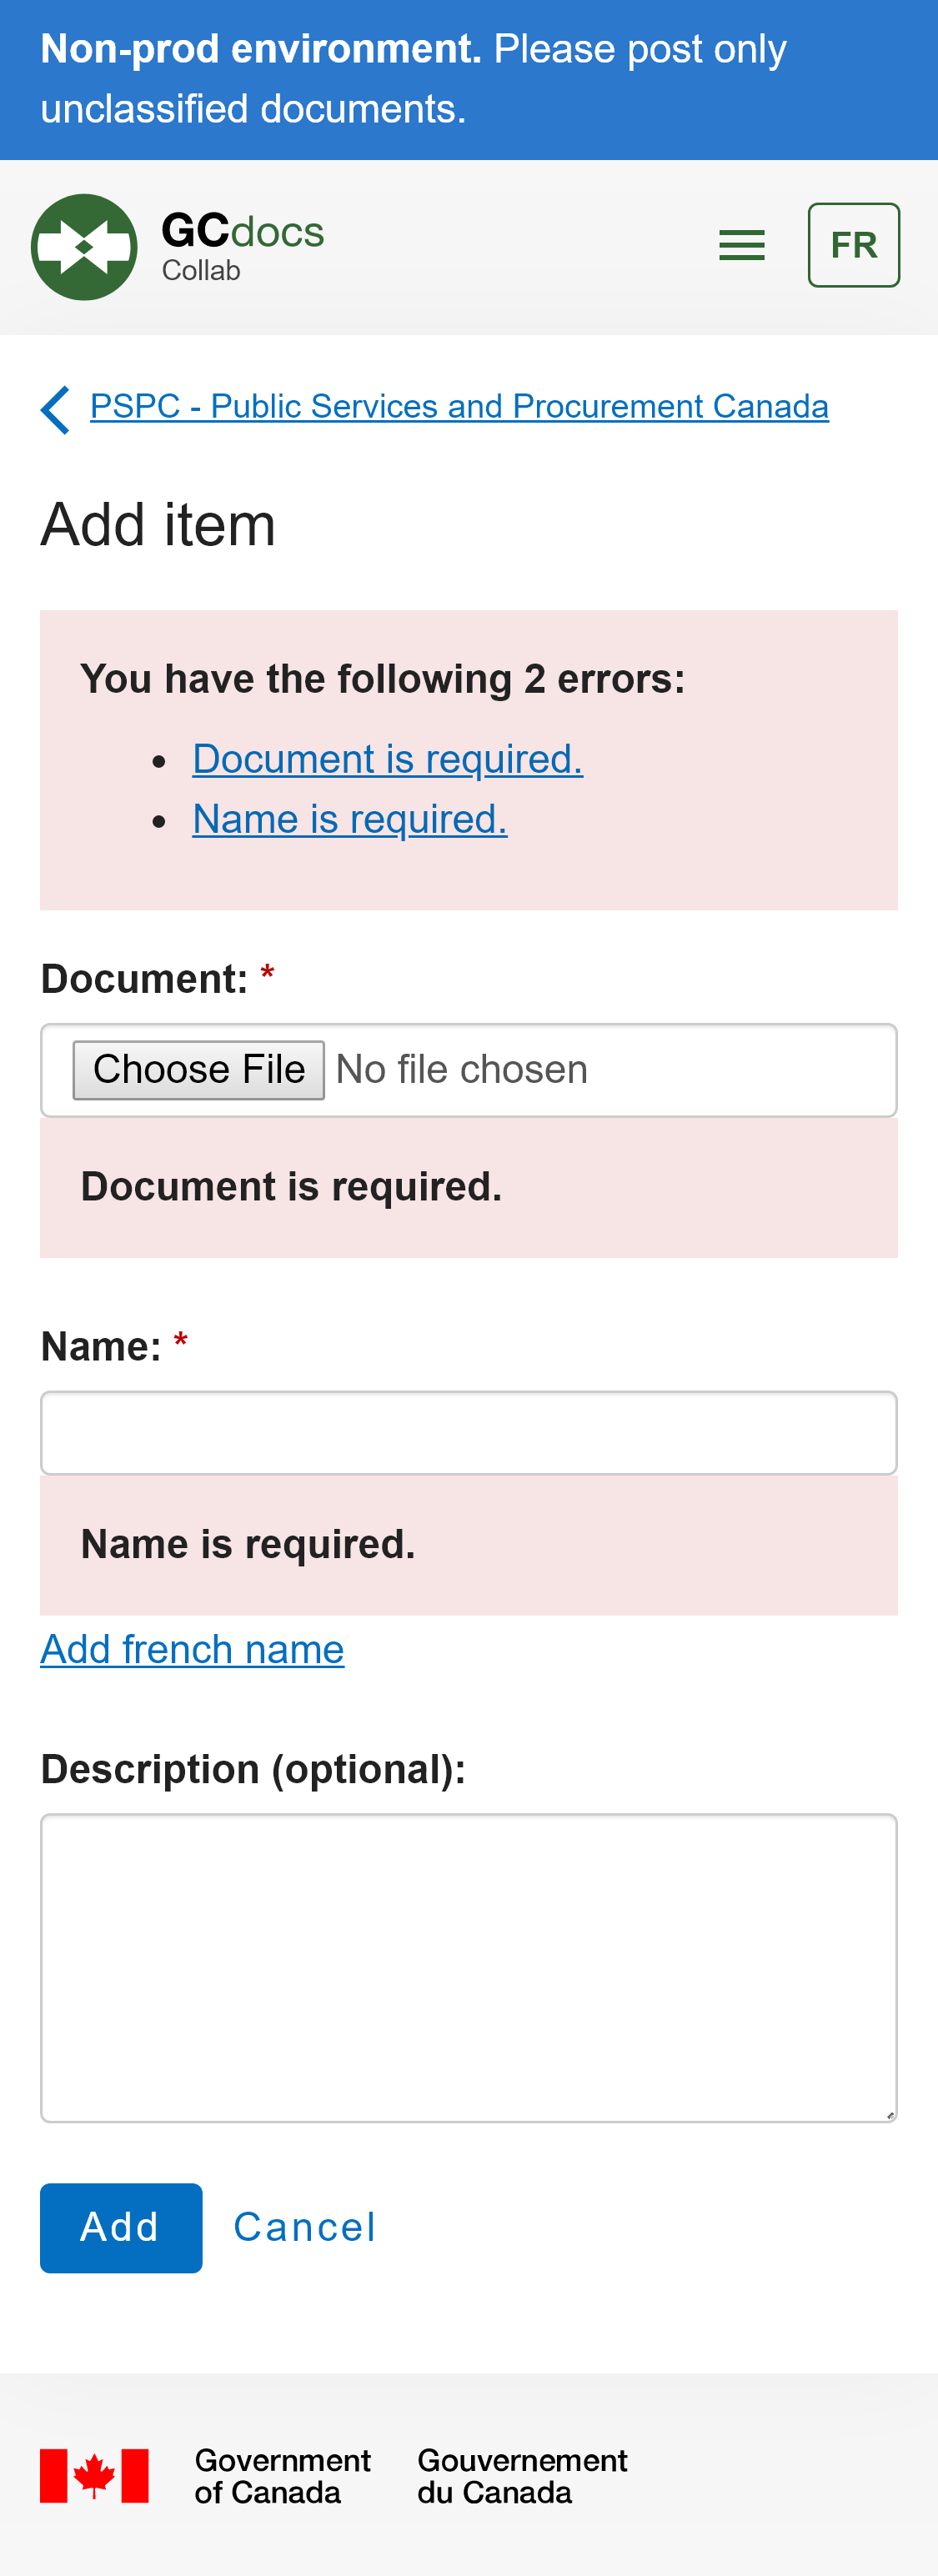 Non-prod environment. Please post only
unclassified documents.
GCdocs
Collab
FR
PSPC - Public Services and Procurement Canada
Add item
You have the following 2 errors:
• Document is required.
• Name is required.
Document: *
Choose File No file chosen
Document is required.
Name: *
Name is required.
Add french name
Description (optional):
Add Cancel
Government
of Canada
Gouvernement
du Canada